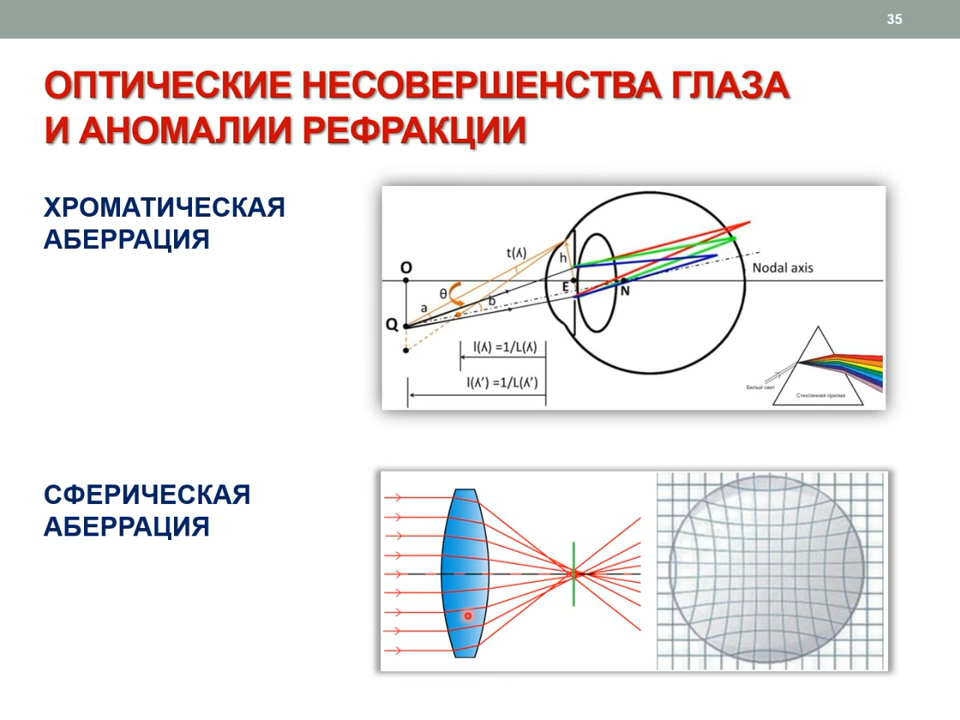 35
ОПТИЧЕСКИЕ НЕСОВЕРШЕНСТВА ГЛАЗА
И АНОМАЛИИ РЕФРАКЦИИ
ХРОМАТИЧЕСКАЯ
АБЕРРАЦИЯ
O
t(ʎ)
h
Nodal axis
θ
E
N
a
b
Q
l(ʎ) =1/L(ʎ)
l(ʎ’) =1/L(ʎ’)
Белый свет
Стеклянная призма
СФЕРИЧЕСКАЯ
АБЕРРАЦИЯ